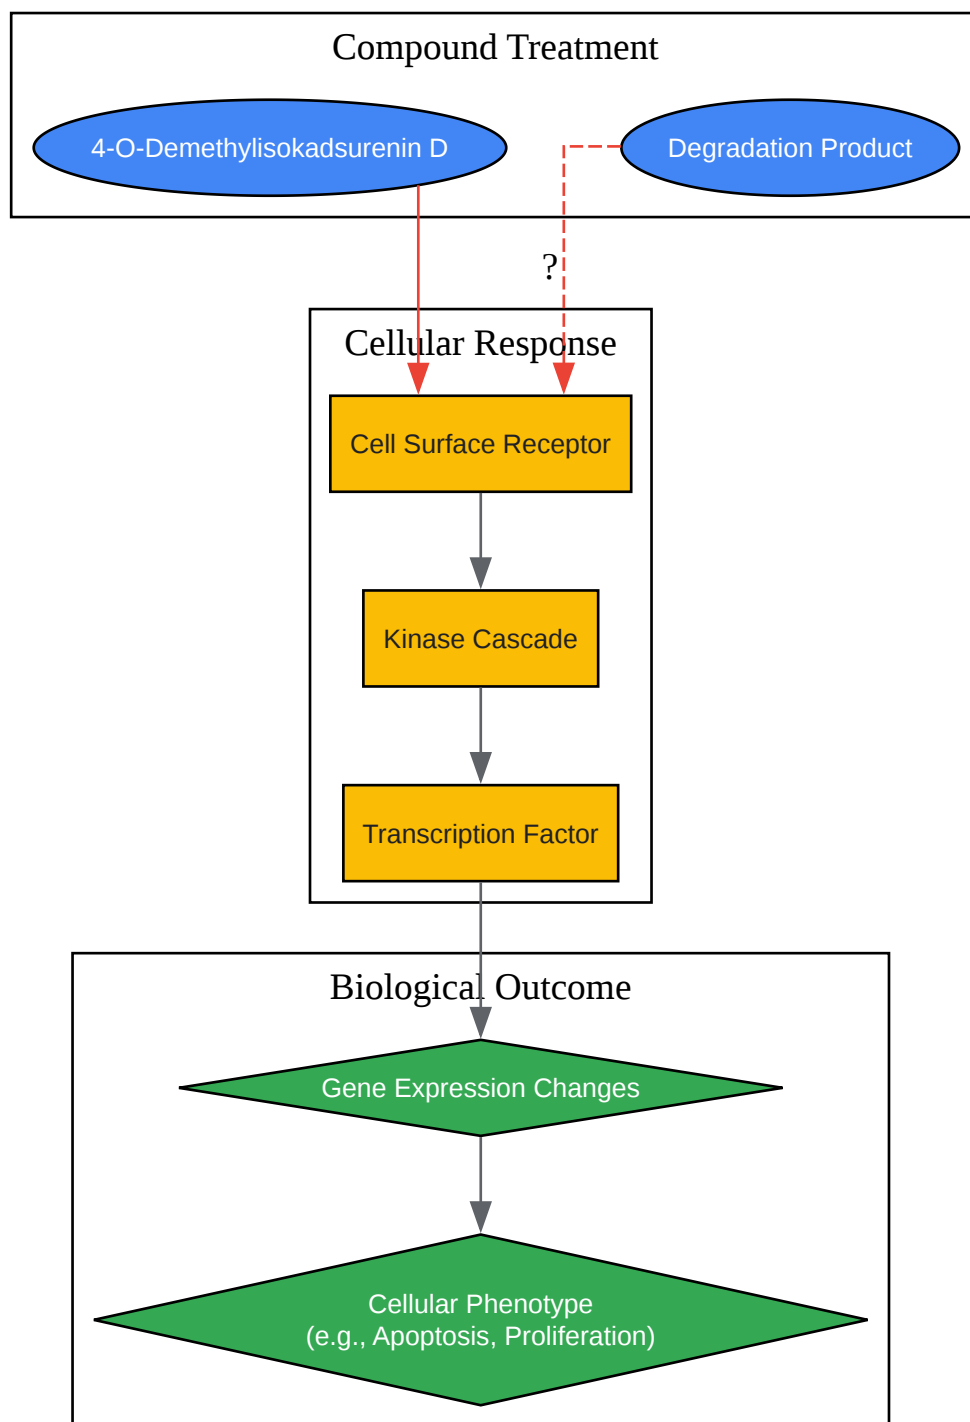 Compound Treatment
4-O-Demethylisokadsurenin D
Degradation Product
?
Cellular Response
Cell Surface Receptor
Kinase Cascade
Transcription Factor
Biological Outcome
Gene Expression Changes
Cellular Phenotype
(e.g., Apoptosis, Proliferation)